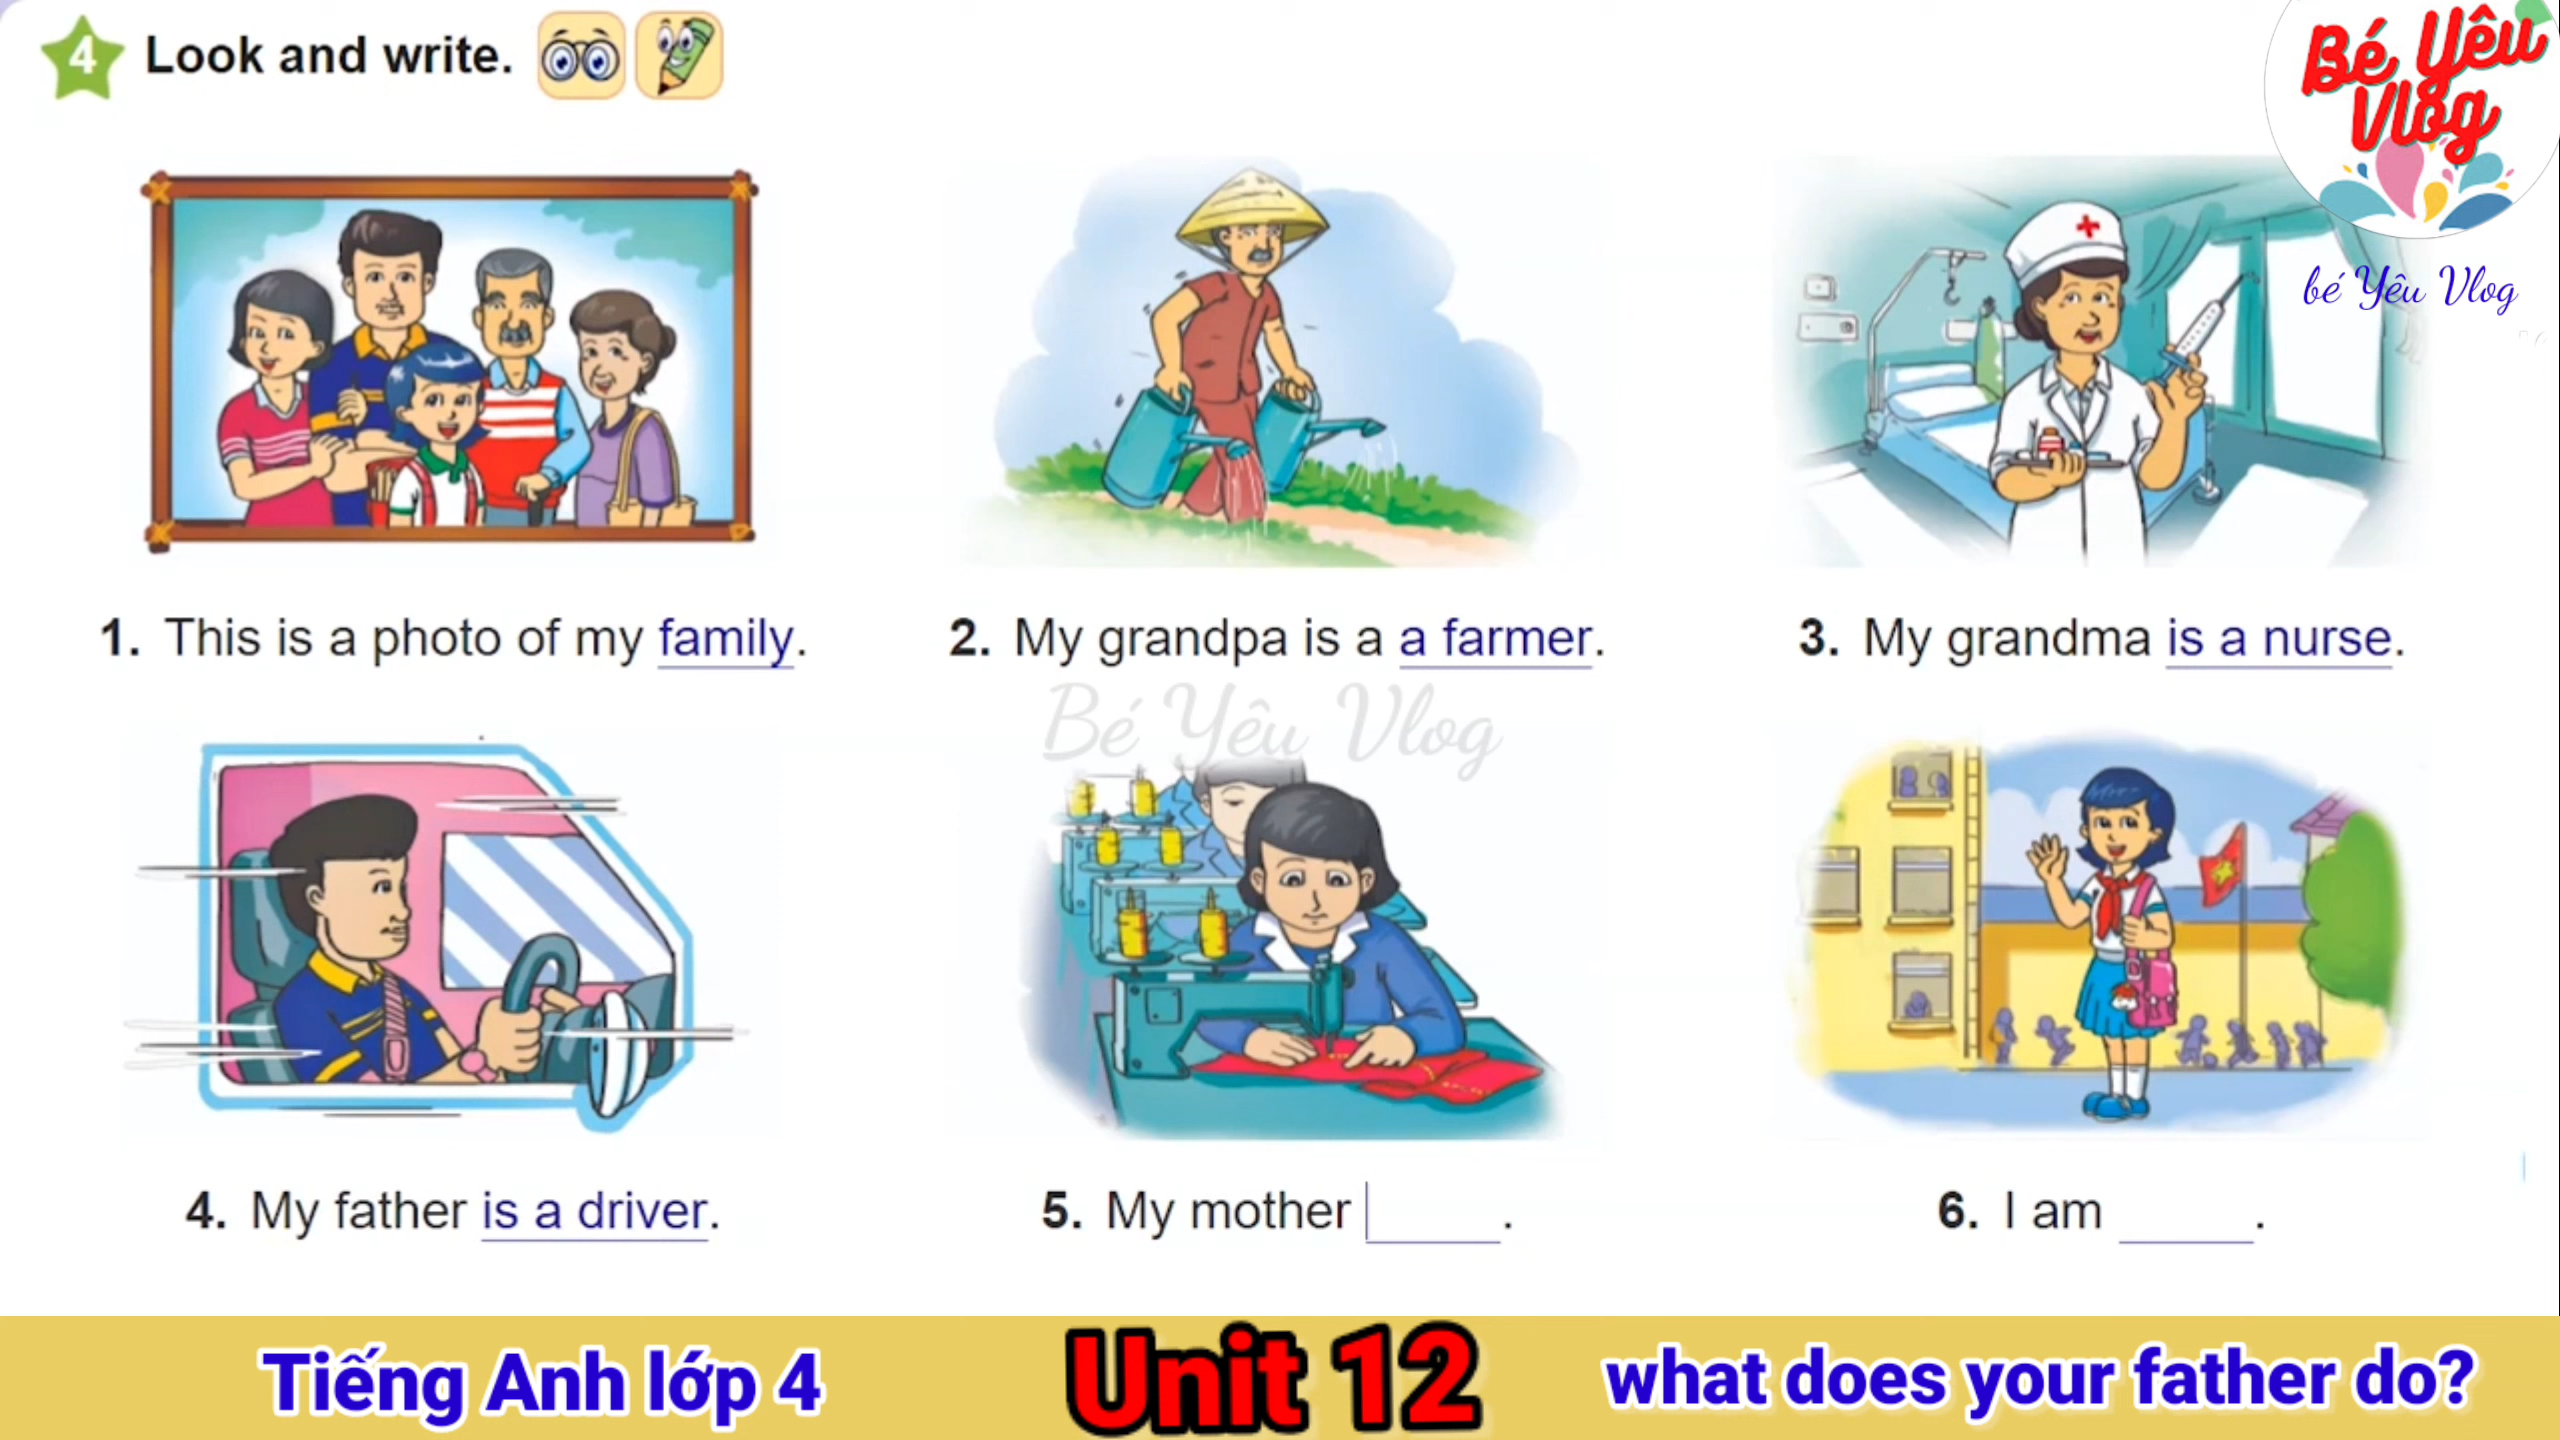 4 Look and write.
Bé Yêu
Vlog
bé Yêu Vlog
1. This is a photo of my family.
2. My grandpa is a a farmer.
3. My grandma is a nurse.
Bé Yêu Vlog
4. My father is a driver.
5. My mother _____.
6. I am _____.
Tiếng Anh lớp 4
Unit 12
what does your father do?